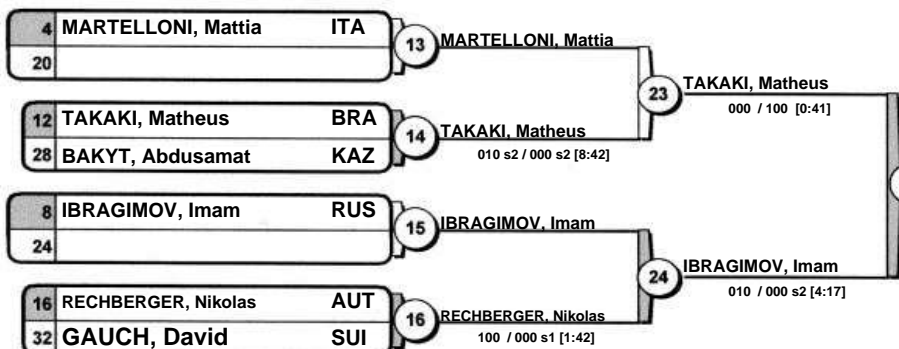 4 MARTELLONI, Mattia ITA
20
13 MARTELLONI, Mattia
12 TAKAKI, Matheus BRA
28 BAKYT, Abdusamat KAZ
14 TAKAKI, Matheus
010 s2 / 000 s2 [8:42]
23 TAKAKI, Matheus
000 / 100 [0:41]
8 IBRAGIMOV, Imam RUS
24
15 IBRAGIMOV, Imam
16 RECHBERGER, Nikolas AUT
32 GAUCH, David SUI
16 RECHBERGER, Nikolas
100 / 000 s1 [1:42]
24 IBRAGIMOV, Imam
010 / 000 s2 [4:17]